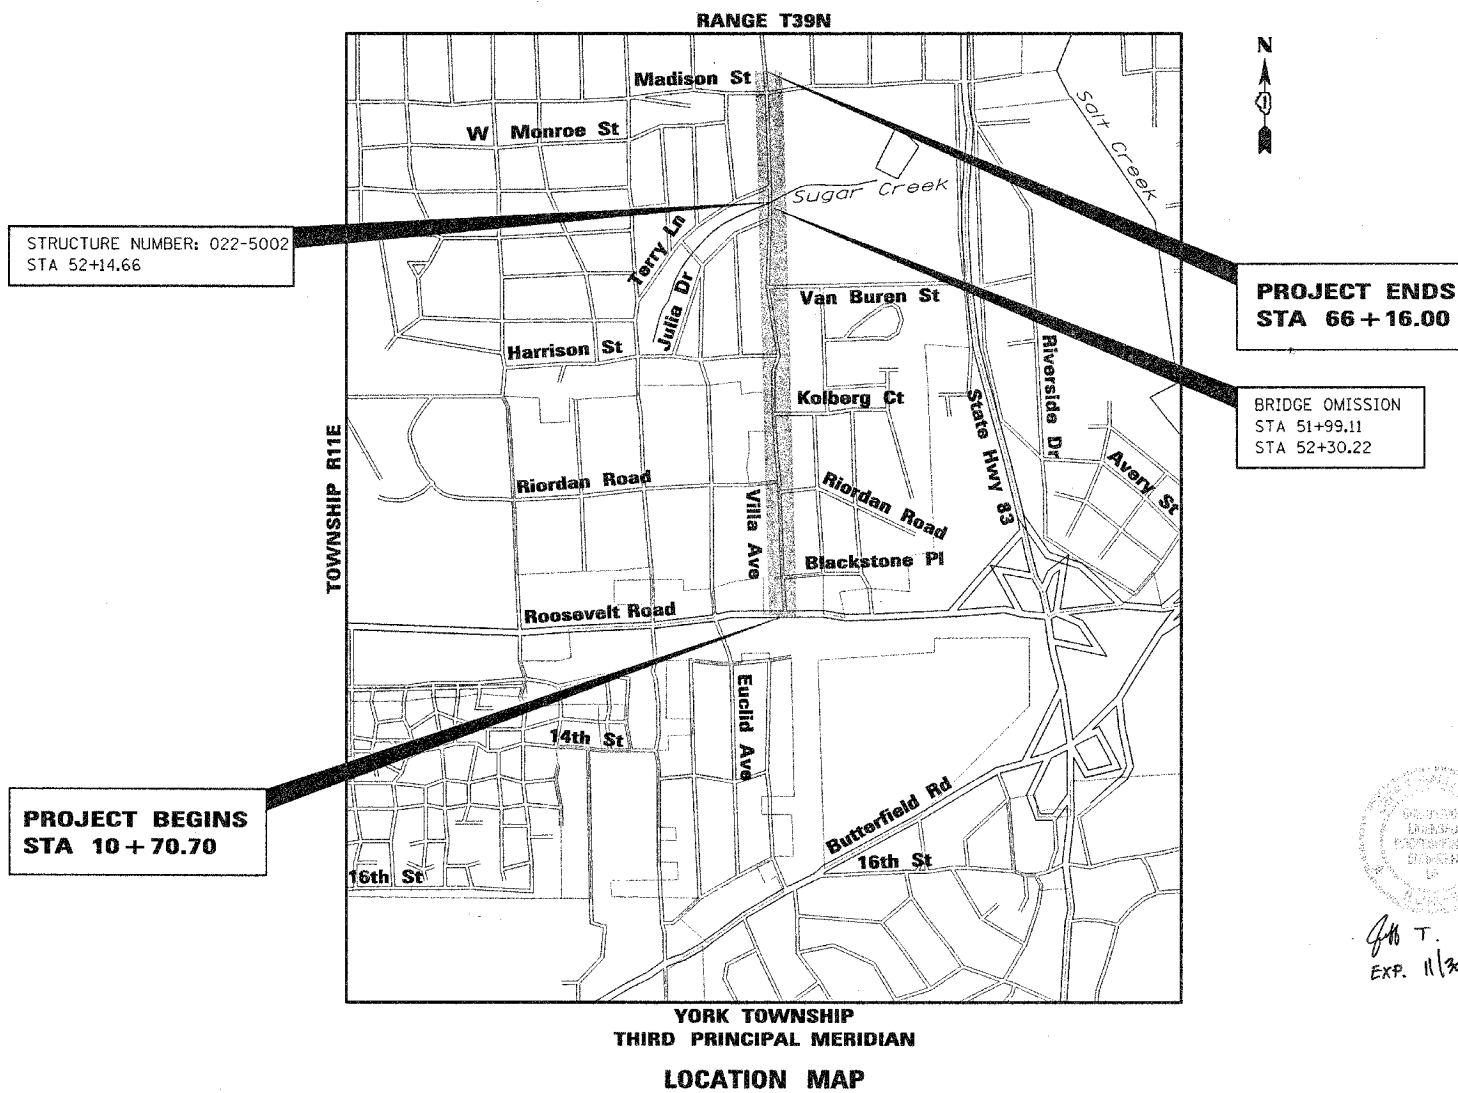 RANGE T39N
N
Madison St
W Monroe St
Salt Creek
Sugar Creek
STRUCTURE NUMBER: 022-5002
STA 52+14.66
Terry Ln
Julia Dr
Van Buren St
PROJECT ENDS
STA 66+16.00
Harrison St
Riverside Dr
Kolberg Ct
State Hwy 83
BRIDGE OMISSION
STA 51+99.11
STA 52+30.22
TOWNSHIP R11E
Riordan Road
Villa Ave
Riordan Road
Avery St
Blackstone Pl
Roosevelt Road
Euclid Ave
14th St
PROJECT BEGINS
STA 10+70.70
Butterfield Rd
16th St
16th St
T.
EXP. 11/30
YORK TOWNSHIP
THIRD PRINCIPAL MERIDIAN
LOCATION MAP